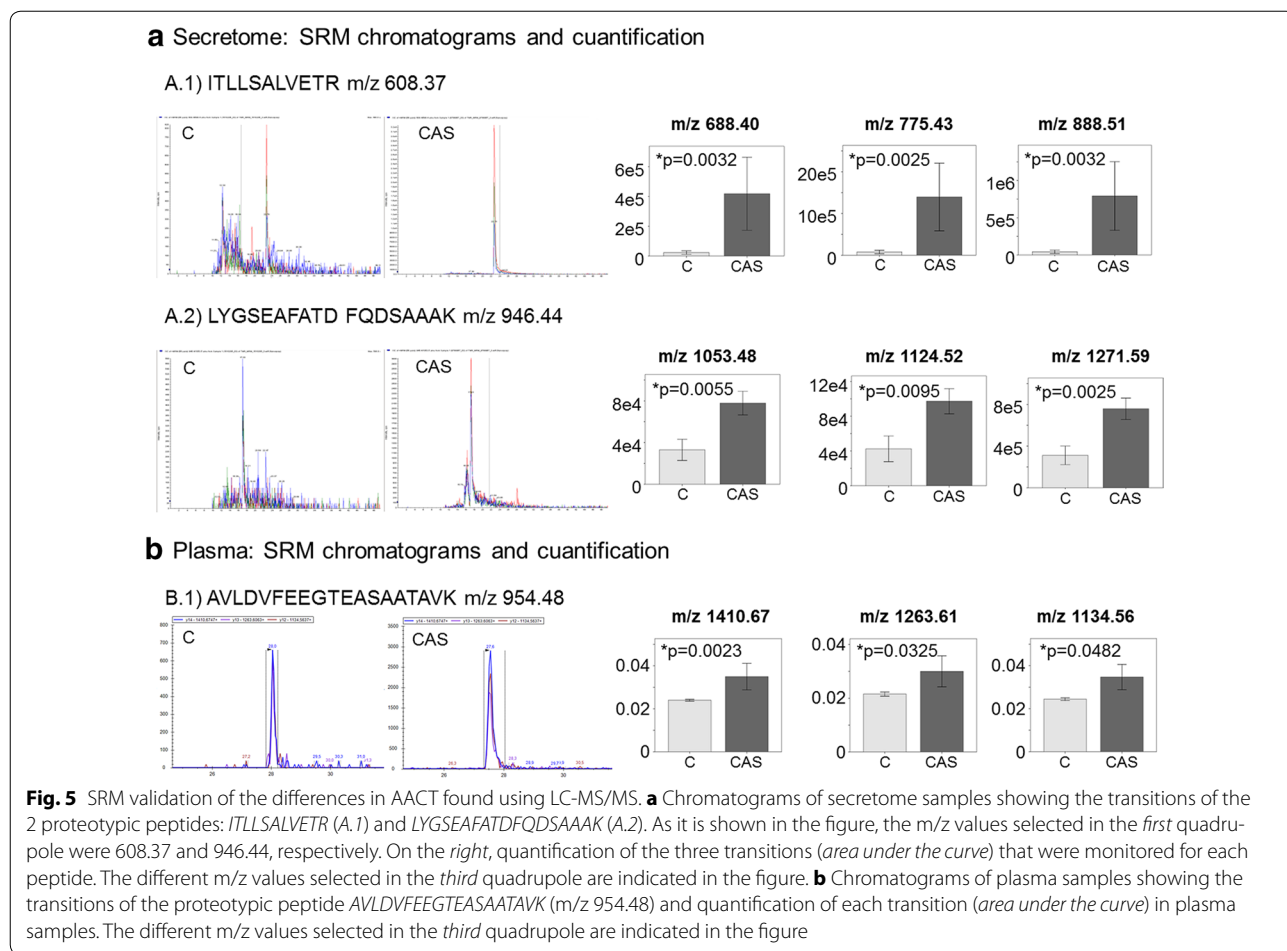 a Secretome: SRM chromatograms and cuantification
A.1) ITLLSALVETR m/z 608.37
C
CAS
m/z 688.40
*p=0.0032
6e5
4e5
2e5
0
C CAS
m/z 775.43
*p=0.0025
20e5
10e5
0
C CAS
m/z 888.51
*p=0.0032
1e6
5e5
0
C CAS
A.2) LYGSEAFATD FQDSAAAK m/z 946.44
C
CAS
m/z 1053.48
*p=0.0055
8e4
4e4
0
C CAS
m/z 1124.52
*p=0.0095
12e4
8e4
4e4
0
C CAS
m/z 1271.59
*p=0.0025
8e5
4e5
0
C CAS
b Plasma: SRM chromatograms and cuantification
B.1) AVLDVFEEGTEASAATAVK m/z 954.48
C
800
700
600
500
400
300
200
100
0
26 28 30
CAS
3500
3000
2500
2000
1500
1000
500
0
26 28 30
m/z 1410.67
*p=0.0023
0.04
0.02
0
C CAS
m/z 1263.61
*p=0.0325
0.04
0.02
0
C CAS
m/z 1134.56
*p=0.0482
0.04
0.02
0
C CAS
Fig. 5 SRM validation of the differences in AACT found using LC-MS/MS. a Chromatograms of secretome samples showing the transitions of the
2 proteotypic peptides: ITLLSALVETR (A.1) and LYGSEAFATDFQDSAAAK (A.2). As it is shown in the figure, the m/z values selected in the first quadru-
pole were 608.37 and 946.44, respectively. On the right, quantification of the three transitions (area under the curve) that were monitored for each
peptide. The different m/z values selected in the third quadrupole are indicated in the figure. b Chromatograms of plasma samples showing the
transitions of the proteotypic peptide AVLDVFEEGTEASAATAVK (m/z 954.48) and quantification of each transition (area under the curve) in plasma
samples. The different m/z values selected in the third quadrupole are indicated in the figure